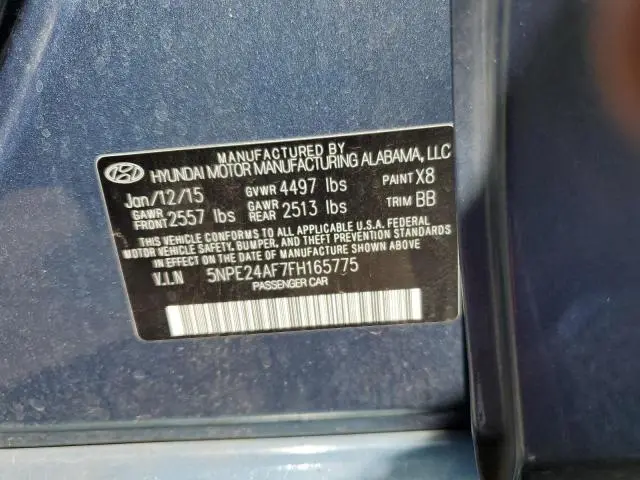 MANUFACTURED BY
HYUNDAI MOTOR MANUFACTURING ALABAMA, LLC
Jan/12/15 GVWR 4497 lbs PAINT X8
GAWR FRONT 2557 lbs GAWR REAR 2513 lbs TRIM BB
THIS VEHICLE CONFORMS TO ALL APPLICABLE U.S.A. FEDERAL
MOTOR VEHICLE SAFETY, BUMPER, AND THEFT PREVENTION STANDARDS
IN EFFECT ON THE DATE OF MANUFACTURE SHOWN ABOVE.
V.I.N 5NPE24AF7FH165775
PASSENGER CAR